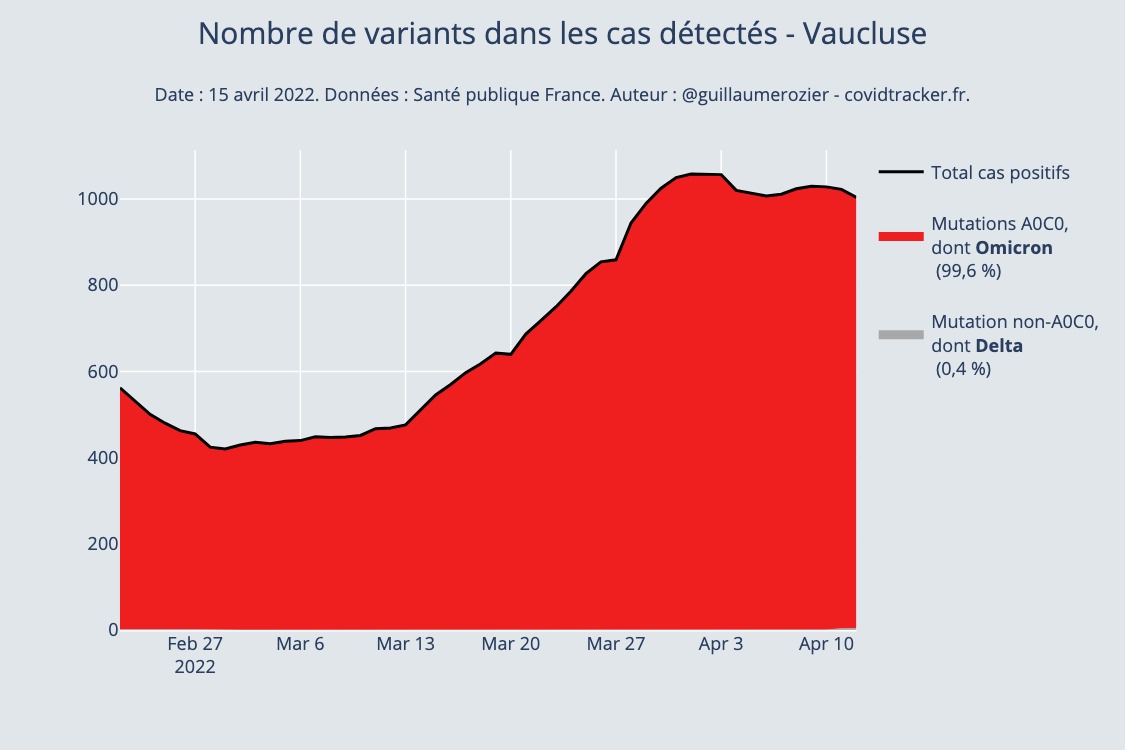 Nombre de variants dans les cas détectés - Vaucluse
Date : 15 avril 2022. Données : Santé publique France. Auteur : @guillaumerozier - covidtracker.fr.
Total cas positifs
Mutations A0C0,
dont Omicron
(99,6 %)
Mutation non-A0C0,
dont Delta
(0,4 %)
1000
800
600
400
200
0
Feb 27
2022
Mar 6
Mar 13
Mar 20
Mar 27
Apr 3
Apr 10